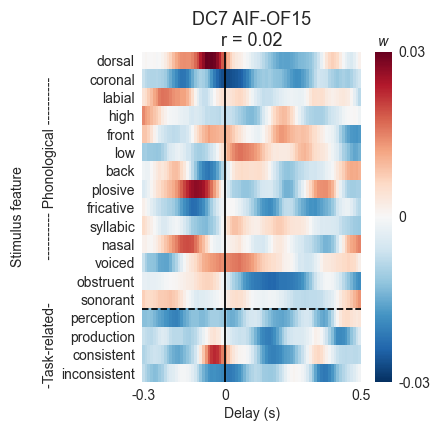 DC7 AIF-OF15
r = 0.02
w
dorsal
coronal
labial
high
front
low
back
plosive
fricative
syllabic
nasal
voiced
obstruent
sonorant
perception
production
consistent
inconsistent
Stimulus feature
-Task-related- ---------- Phonological ----------
-0.3 0 0.5
Delay (s)
0.03
0
-0.03